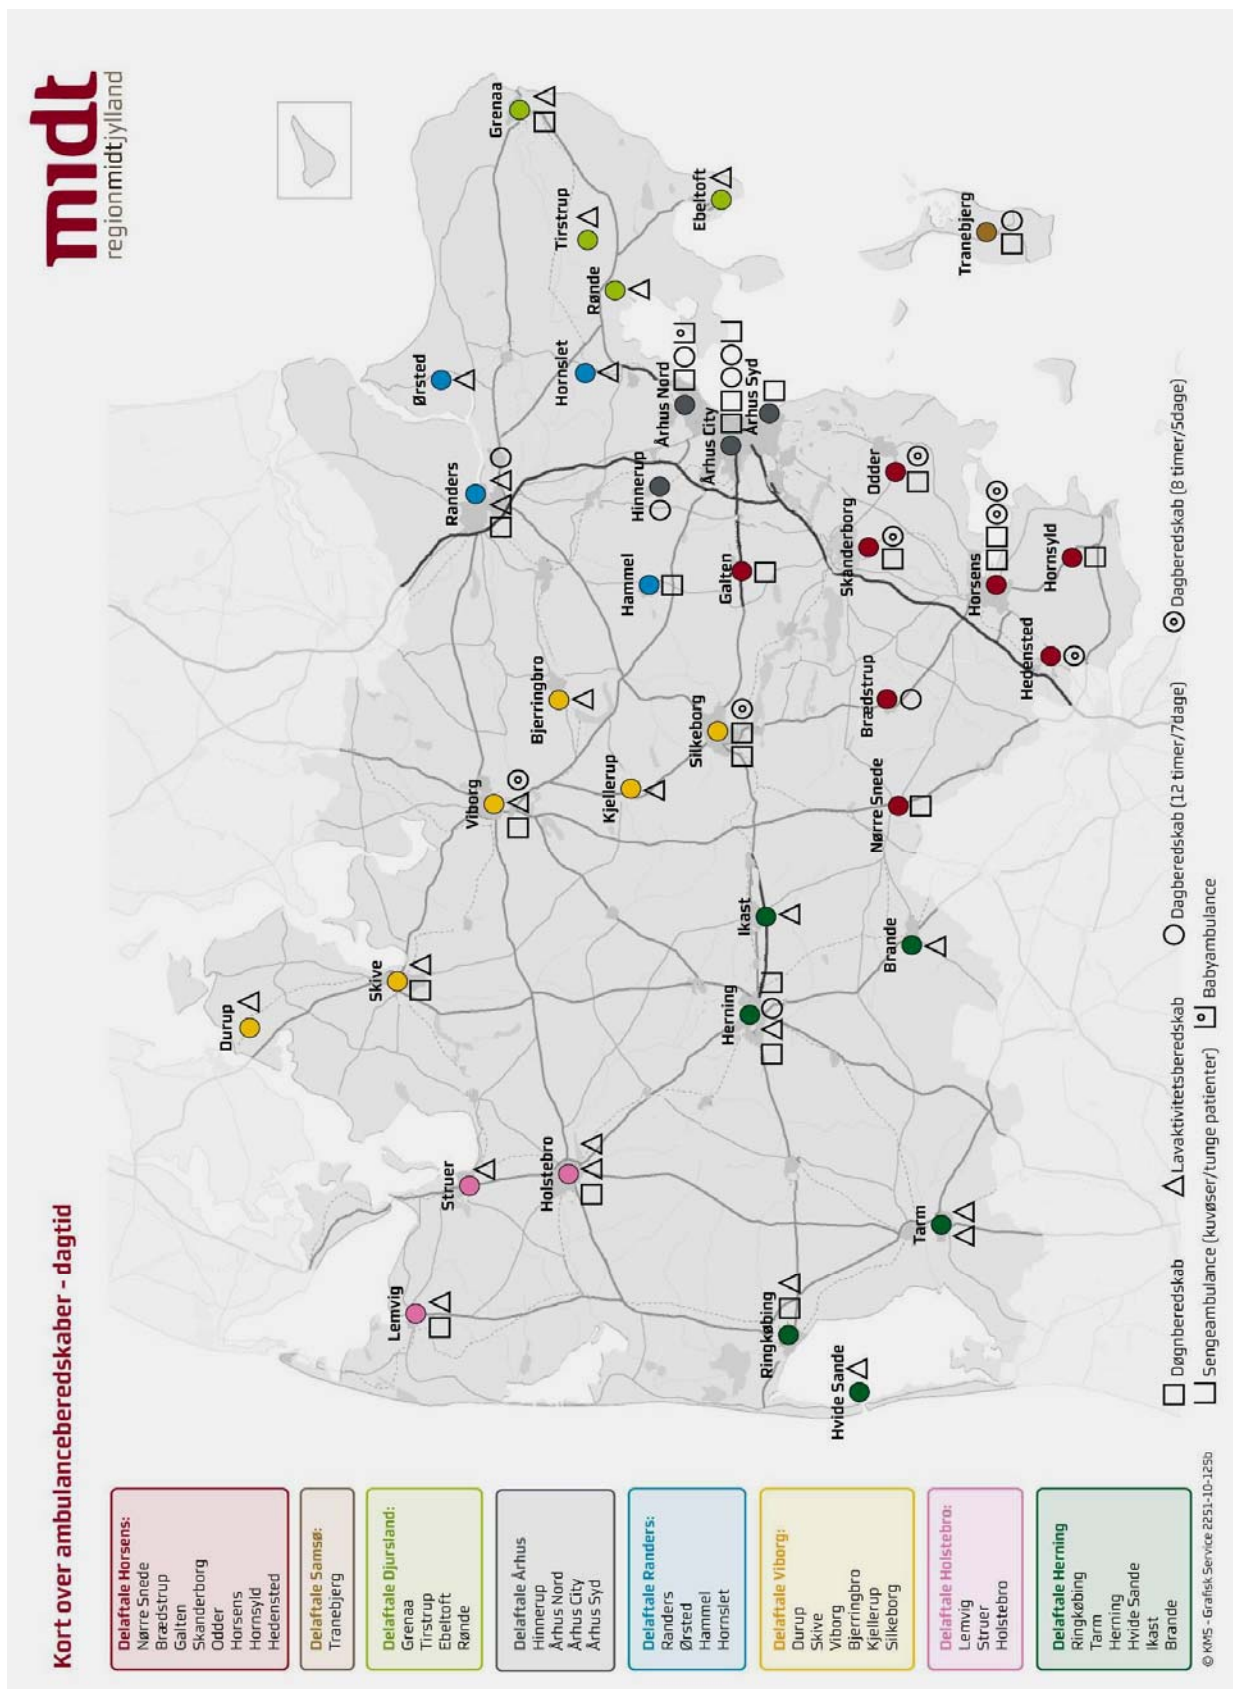 Kort over ambulanceberedskaber - dagtid
midt
regionmidtjylland
Delaftale Horsens:
Nørre Snede
Brædstrup
Galten
Skanderborg
Odder
Horsens
Hornsyld
Hedensted
Delaftale Samsø:
Tranebjerg
Delaftale Djursland:
Grenaa
Tirstrup
Ebeltoft
Rønde
Delaftale Århus
Hinnerup
Århus Nord
Århus City
Århus Syd
Delaftale Randers:
Randers
Ørsted
Hammel
Hornslet
Delaftale Viborg:
Durup
Skive
Viborg
Bjerringbro
Kjellerup
Silkeborg
Delaftale Holstebro:
Lemvig
Struer
Holstebro
Delaftale Herning
Ringkøbing
Tarm
Herning
Hvide Sande
Ikast
Brande
Grenaa
Tirstrup
Ebeltoft
Rønde
Tranebjerg
Ørsted
Hornslet
Århus Nord
Århus City
Århus Syd
Randers
Hinnerup
Hammel
Galten
Odder
Skanderborg
Horsens
Hornsyld
Hedensted
Brædstrup
Bjerringbro
Silkeborg
Viborg
Kjellerup
Nørre Snede
Durup
Skive
Ikast
Brande
Herning
Struer
Holstebro
Lemvig
Tarm
Ringkøbing
Hvide Sande
Døgnberedskab
Lavaktivitetsberedskab
Dagberedskab (12 timer/7dage)
Dagberedskab (8 timer/5dage)
Sengeambulance (kuvøser/tunge patienter)
Babyambulance
© KMS - Grafisk Service 2251-10-125b